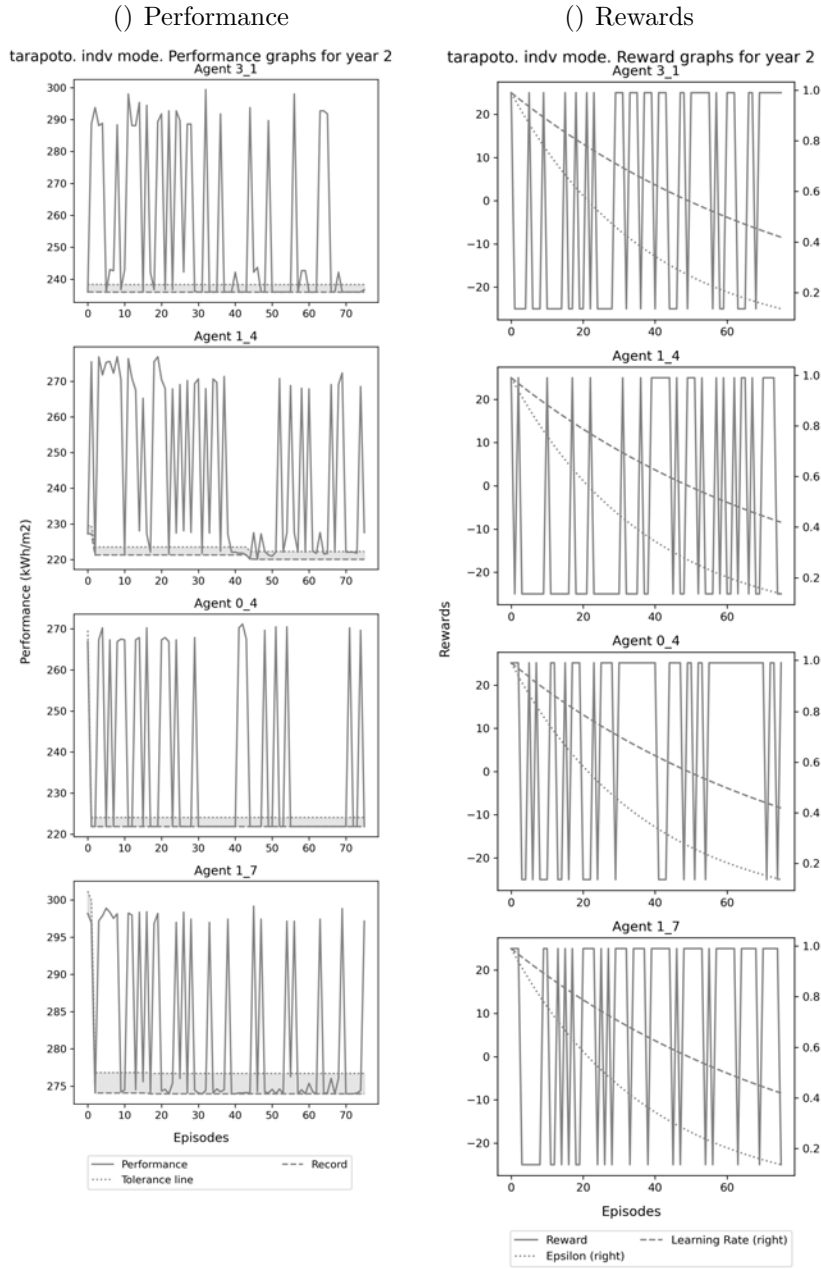 () Performance
tarapoto. indv mode. Performance graphs for year 2
Agent 3_1
300
290
280
270
260
250
240
0 10 20 30 40 50 60 70
Agent 1_4
270
260
250
240
230
220
0 10 20 30 40 50 60 70
Performance (kWh/m2)
Agent 0_4
270
260
250
240
230
220
0 10 20 30 40 50 60 70
Agent 1_7
300
295
290
285
280
275
0 10 20 30 40 50 60 70
Episodes
Performance
Tolerance line
Record
() Rewards
tarapoto. indv mode. Reward graphs for year 2
Agent 3_1
20
10
0
−10
−20
1.0
0.8
0.6
0.4
0.2
0 20 40 60
Agent 1_4
20
10
0
−10
−20
1.0
0.8
0.6
0.4
0.2
0 20 40 60
Rewards
Agent 0_4
20
10
0
−10
−20
1.0
0.8
0.6
0.4
0.2
0 20 40 60
Agent 1_7
20
10
0
−10
−20
1.0
0.8
0.6
0.4
0.2
0 20 40 60
Episodes
Reward
Epsilon (right)
Learning Rate (right)